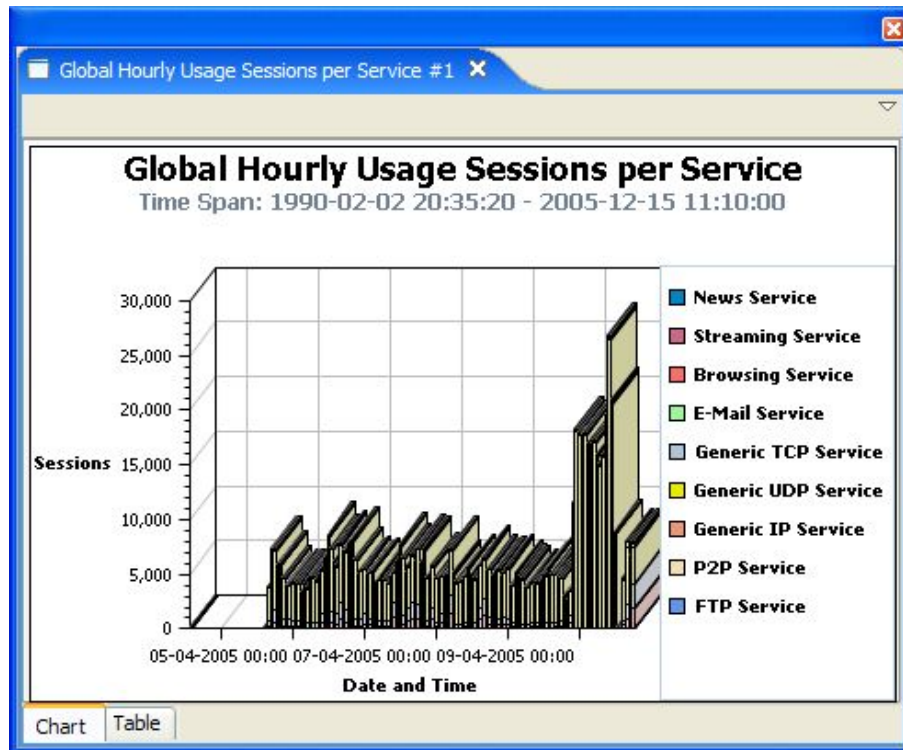 Global Hourly Usage Sessions per Service #1
Global Hourly Usage Sessions per Service
Time Span: 1990-02-02 20:35:20 - 2005-12-15 11:10:00
30,000
25,000
20,000
15,000
10,000
5,000
0
Sessions
05-04-2005 00:00 07-04-2005 00:00 09-04-2005 00:00
Date and Time
News Service
Streaming Service
Browsing Service
E-Mail Service
Generic TCP Service
Generic UDP Service
Generic IP Service
P2P Service
FTP Service
Chart
Table